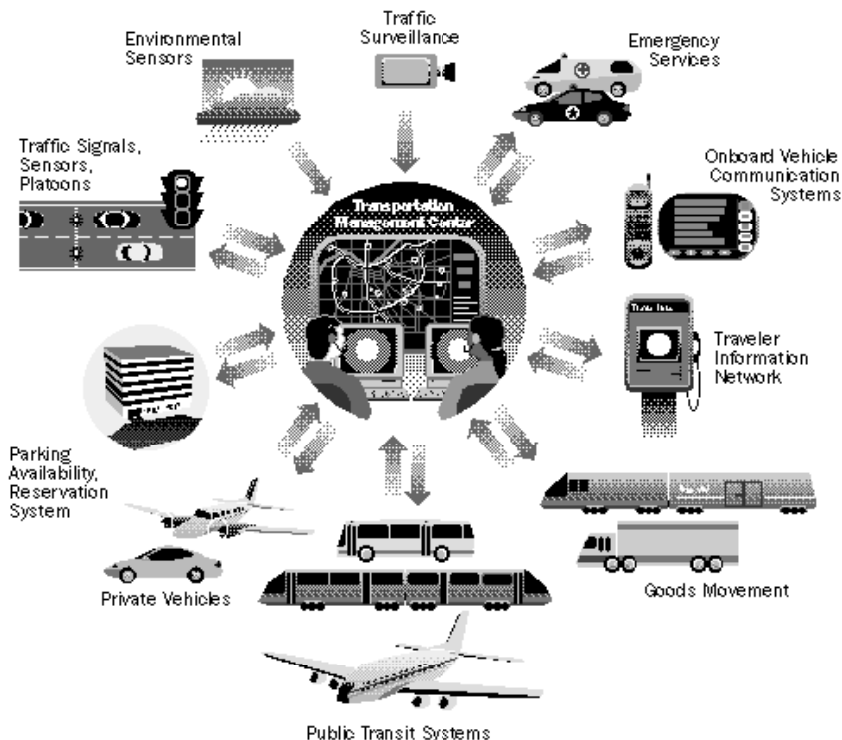 Traffic
Surveillance
Environmental
Sensors
Emergency
Services
Traffic Signals,
Sensors,
Platoons
Onboard Vehicle
Communication
Systems
Transportation
Management Center
Traveler
Information
Network
Parking
Availability,
Reservation
System
Private Vehicles
Goods Movement
Public Transit Systems